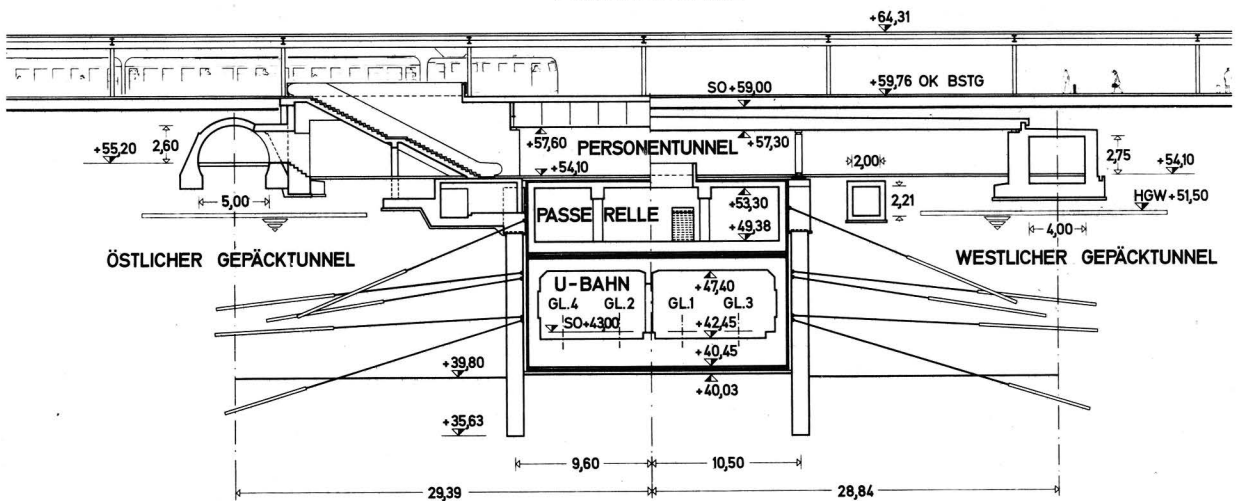 +64,31
SO +59,00
+59,76 OK BSTG
+55,20
2,60
+57,60
PERSONENTUNNEL
+57,30
+54,10
2,00
2,75
+54,10
5,00
PASSERELLE
+53,30
+49,38
2,21
HGW +51,50
4,00
ÖSTLICHER GEPÄCKTUNNEL
WESTLICHER GEPÄCKTUNNEL
U-BAHN
+47,40
GL.4 GL.2 GL.1 GL.3
SO +43,00
+42,45
+40,45
+39,80
+40,03
+35,63
9,60
10,50
29,39
28,84